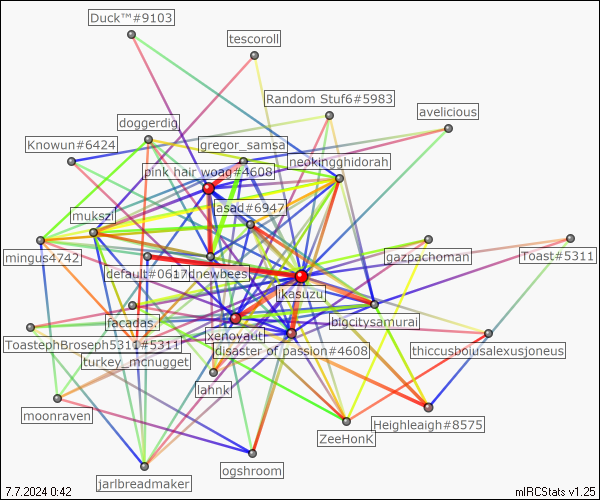 Duck™#9103
tescoroll
Random Stuf6#5983
avelicious
doggerdig
Knowun#6424
gregor_samsa
neokingghidorah
pink hair woag#4608
asad#6947
mukszi
mingus4742
gazpachoman
Toast#5311
default#0617
dnewbees
ikasuzu
facadas.
bigcitysamurai
ToastephBroseph5311#5311
xenovaut
disaster of passion#4608
thiccusboiusalexusjoneus
turkey_mcnugget
lahnk
moonraven
Heighleaigh#8575
ZeeHonK
ogshroom
jarlbreadmaker
7.7.2024 0:42
mIRCStats v1.25